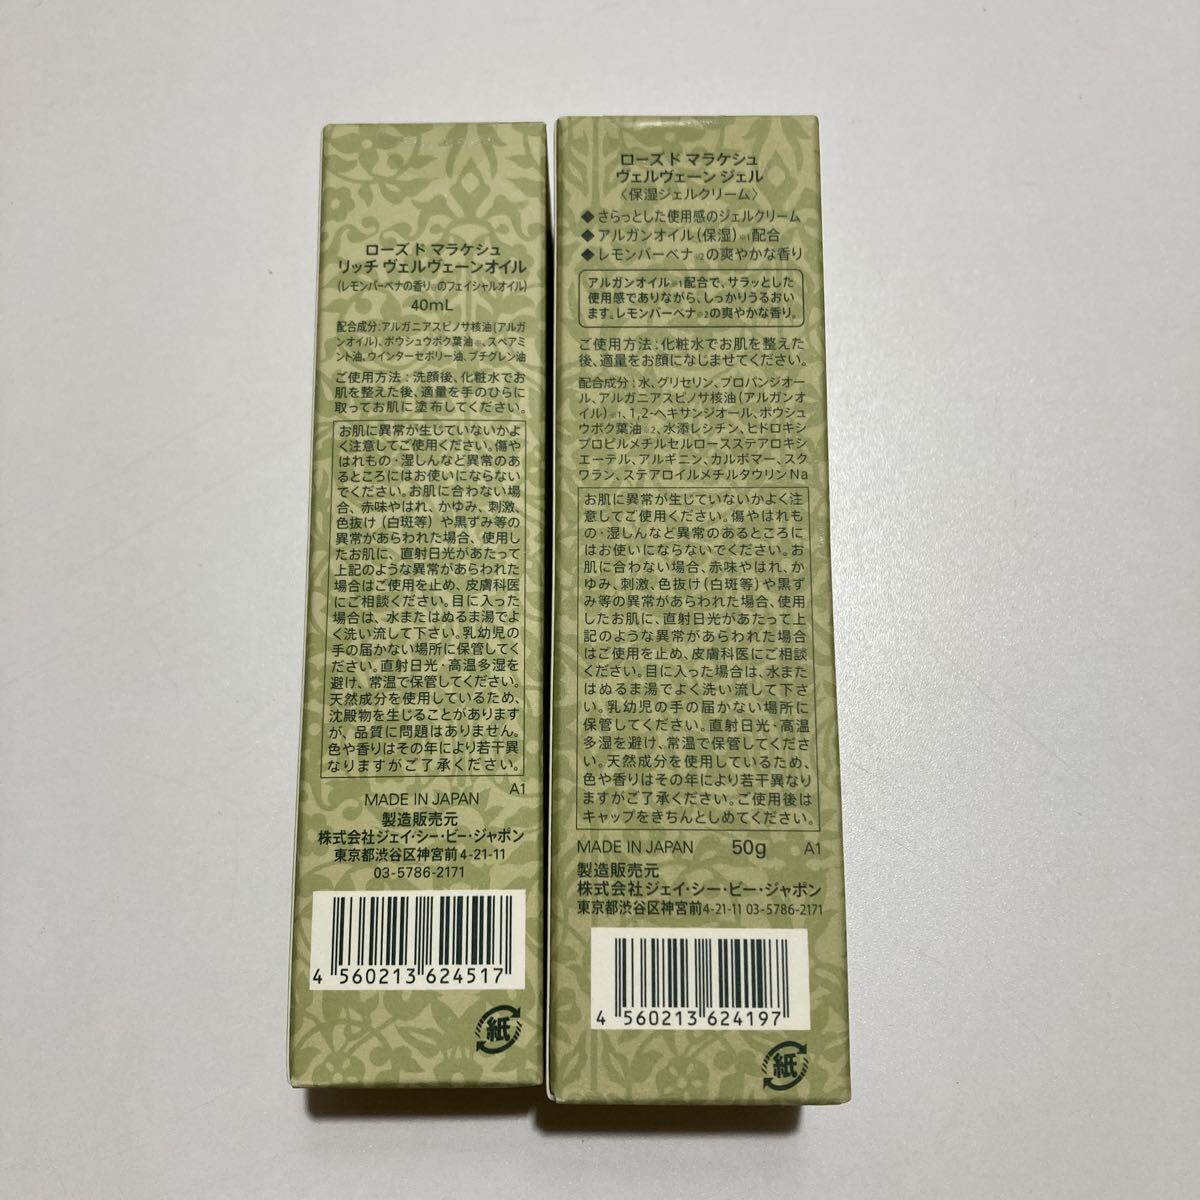 ローズ ド マラケシュ
リッチ ヴェルヴェーンオイル
(レモンバーベナの香り※のフェイシャルオイル)
40mL
配合成分:アルガニアスピノサ核油(アルガ
ンオイル)、ボウシュウボク葉油※、スペアミ
ント油、ウインターセボリー油、プチグレン油
ご使用方法:洗顔後、化粧水でお
肌を整えた後、適量を手のひらに
取ってお肌に塗布してください。
お肌に異常が生じていないかよ
く注意してご使用ください。傷や
はれもの・湿しんなど異常のあ
るところにはお使いにならない
でください。お肌に合わない場
合、赤味やはれ、かゆみ、刺激、
色抜け(白斑等)や黒ずみ等の
異常があらわれた場合、使用し
たお肌に、直射日光があたって
上記のような異常があらわれた
場合はご使用を止め、皮膚科医
にご相談ください。目に入った
場合は、水またはぬるま湯でよ
く洗い流して下さい。乳幼児の
手の届かない場所に保管してく
ださい。直射日光・高温多湿を
避け、常温で保管してください。
天然成分を使用しているため、
沈殿物を生じることがあります
が、品質に問題はありません。
色や香りはその年により若干異
なりますがご了承ください。
A1
MADE IN JAPAN
製造販売元
株式会社ジェイ・シー・ビー・ジャポン
東京都渋谷区神宮前4-21-11
03-5786-2171
4 560213 624517
紙
ローズ ド マラケシュ
ヴェルヴェーン ジェル
〈保湿ジェルクリーム〉
◆さらっとした使用感のジェルクリーム
◆アルガンオイル(保湿)※1配合
◆レモンバーベナ※2の爽やかな香り
アルガンオイル※1配合で、サラッとした
使用感でありながら、しっかりうるおい
ます。レモンバーベナ※2の爽やかな香り。
ご使用方法:化粧水でお肌を整えた
後、適量をお顔になじませてください。
配合成分:水、グリセリン、プロパンジオー
ル、アルガニアスピノサ核油(アルガンオ
イル)※1、1,2-ヘキサンジオール、ボウシュ
ウボク葉油※2、水添レシチン、ヒドロキシ
プロピルメチルセルロースステアロキシ
エーテル、アルギニン、カルボマー、スク
ワラン、ステアロイルメチルタウリンNa
お肌に異常が生じていないかよく注
意してご使用ください。傷やはれも
の・湿しんなど異常のあるところに
はお使いにならないでください。お
肌に合わない場合、赤味やはれ、か
ゆみ、刺激、色抜け(白斑等)や黒ず
み等の異常があらわれた場合、使用
したお肌に、直射日光があたって上
記のような異常があらわれた場合
はご使用を止め、皮膚科医にご相談
ください。目に入った場合は、水また
はぬるま湯でよく洗い流して下さ
い。乳幼児の手の届かない場所に
保管してください。直射日光・高温
多湿を避け、常温で保管してくださ
い。天然成分を使用しているため、
色や香りはその年により若干異なり
ますがご了承ください。ご使用後は
キャップをきちんとしめてください。
MADE IN JAPAN 50g A1
製造販売元
株式会社ジェイ・シー・ビー・ジャポン
東京都渋谷区神宮前4-21-11 03-5786-2171
4 560213 624197
紙